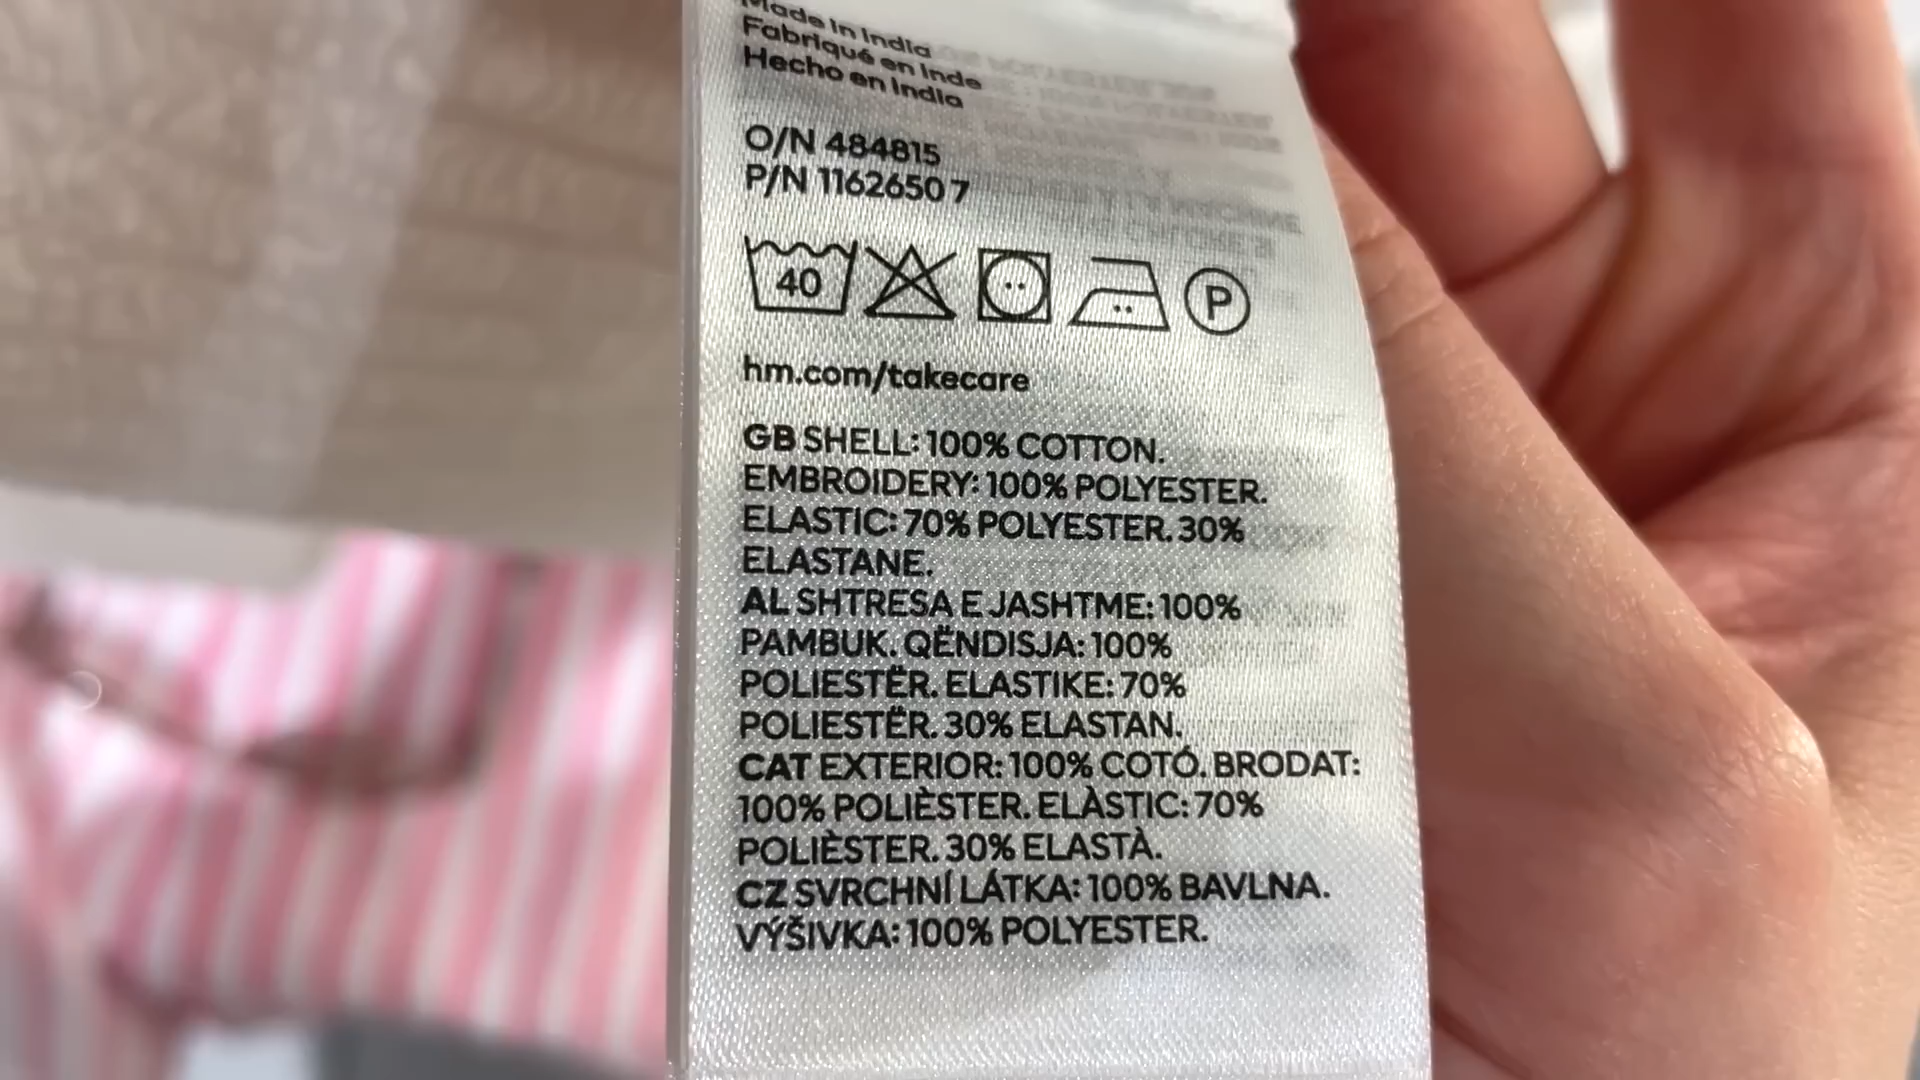 Made in India
Fabriqué en Inde
Hecho en India
O/N 484815
P/N 1162650 7
40
P
hm.com/takecare
GB SHELL: 100% COTTON.
EMBROIDERY: 100% POLYESTER.
ELASTIC: 70% POLYESTER. 30%
ELASTANE.
AL SHTRESA E JASHTME: 100%
PAMBUK. QËNDISJA: 100%
POLIESTËR. ELASTIKE: 70%
POLIESTËR. 30% ELASTAN.
CAT EXTERIOR: 100% COTÓ. BRODAT:
100% POLIÈSTER. ELÀSTIC: 70%
POLIÈSTER. 30% ELASTÀ.
CZ SVRCHNÍ LÁTKA: 100% BAVLNA.
VÝŠIVKA: 100% POLYESTER.